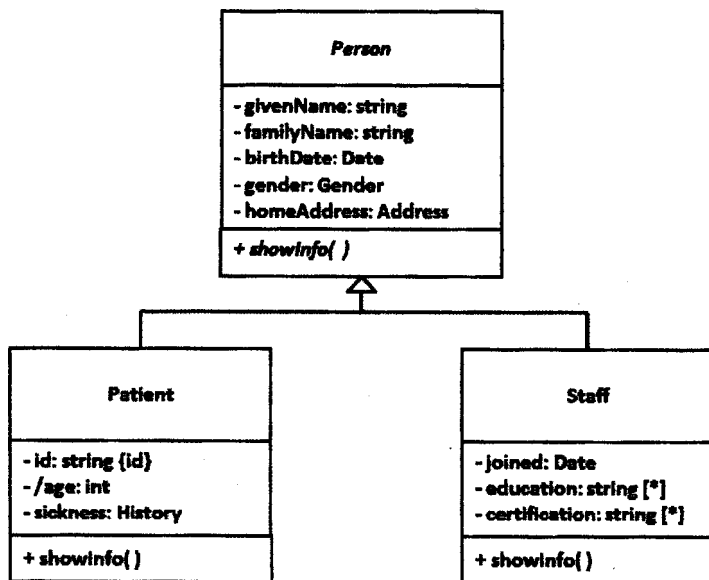 Person
- givenName: string
- familyName: string
- birthDate: Date
- gender: Gender
- homeAddress: Address
+ showInfo( )
Patient
- id: string {id}
- /age: int
- sickness: History
+ showInfo( )
Staff
- joined: Date
- education: string [*]
- certification: string [*]
+ showInfo( )